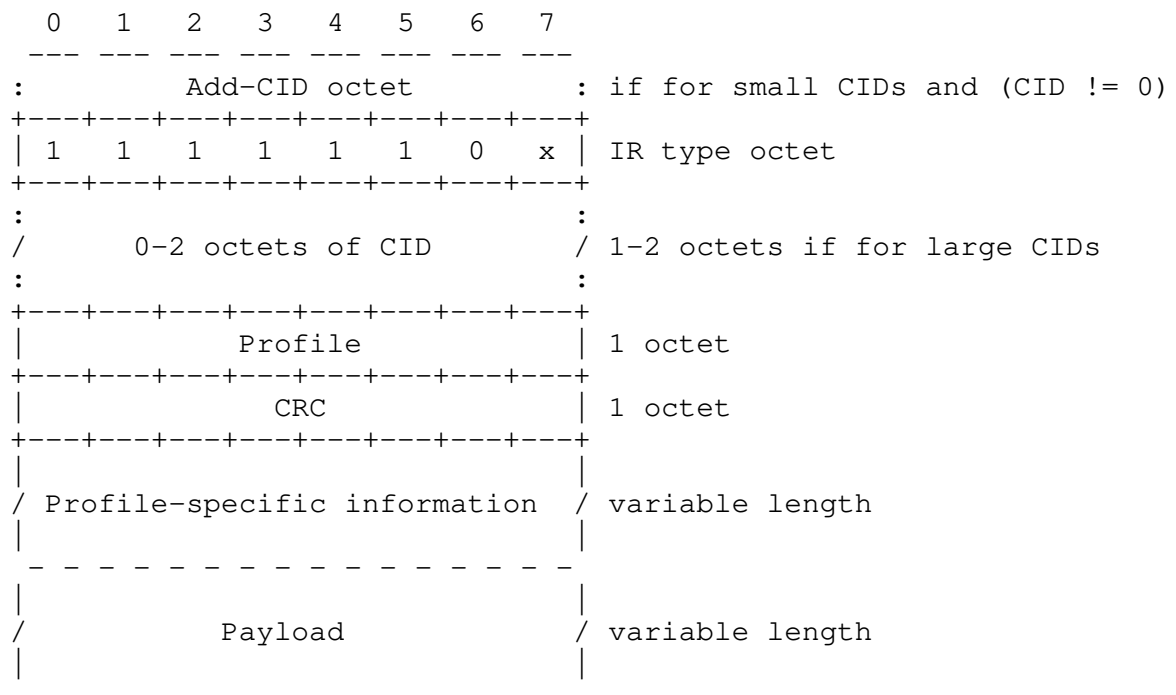 0   1   2   3   4   5   6   7
 --- --- --- --- --- --- --- ---
:         Add-CID octet         : if for small CIDs and (CID != 0)
+---+---+---+---+---+---+---+---+
| 1   1   1   1   1   1   0   x | IR type octet
+---+---+---+---+---+---+---+---+
:                               :
/      0-2 octets of CID        / 1-2 octets if for large CIDs
:                               :
+---+---+---+---+---+---+---+---+
|            Profile            | 1 octet
+---+---+---+---+---+---+---+---+
|              CRC              | 1 octet
+---+---+---+---+---+---+---+---+
|                               |
/ Profile-specific information  / variable length
|                               |
 - - - - - - - - - - - - - - - -
|                               |
/           Payload             / variable length
|                               |